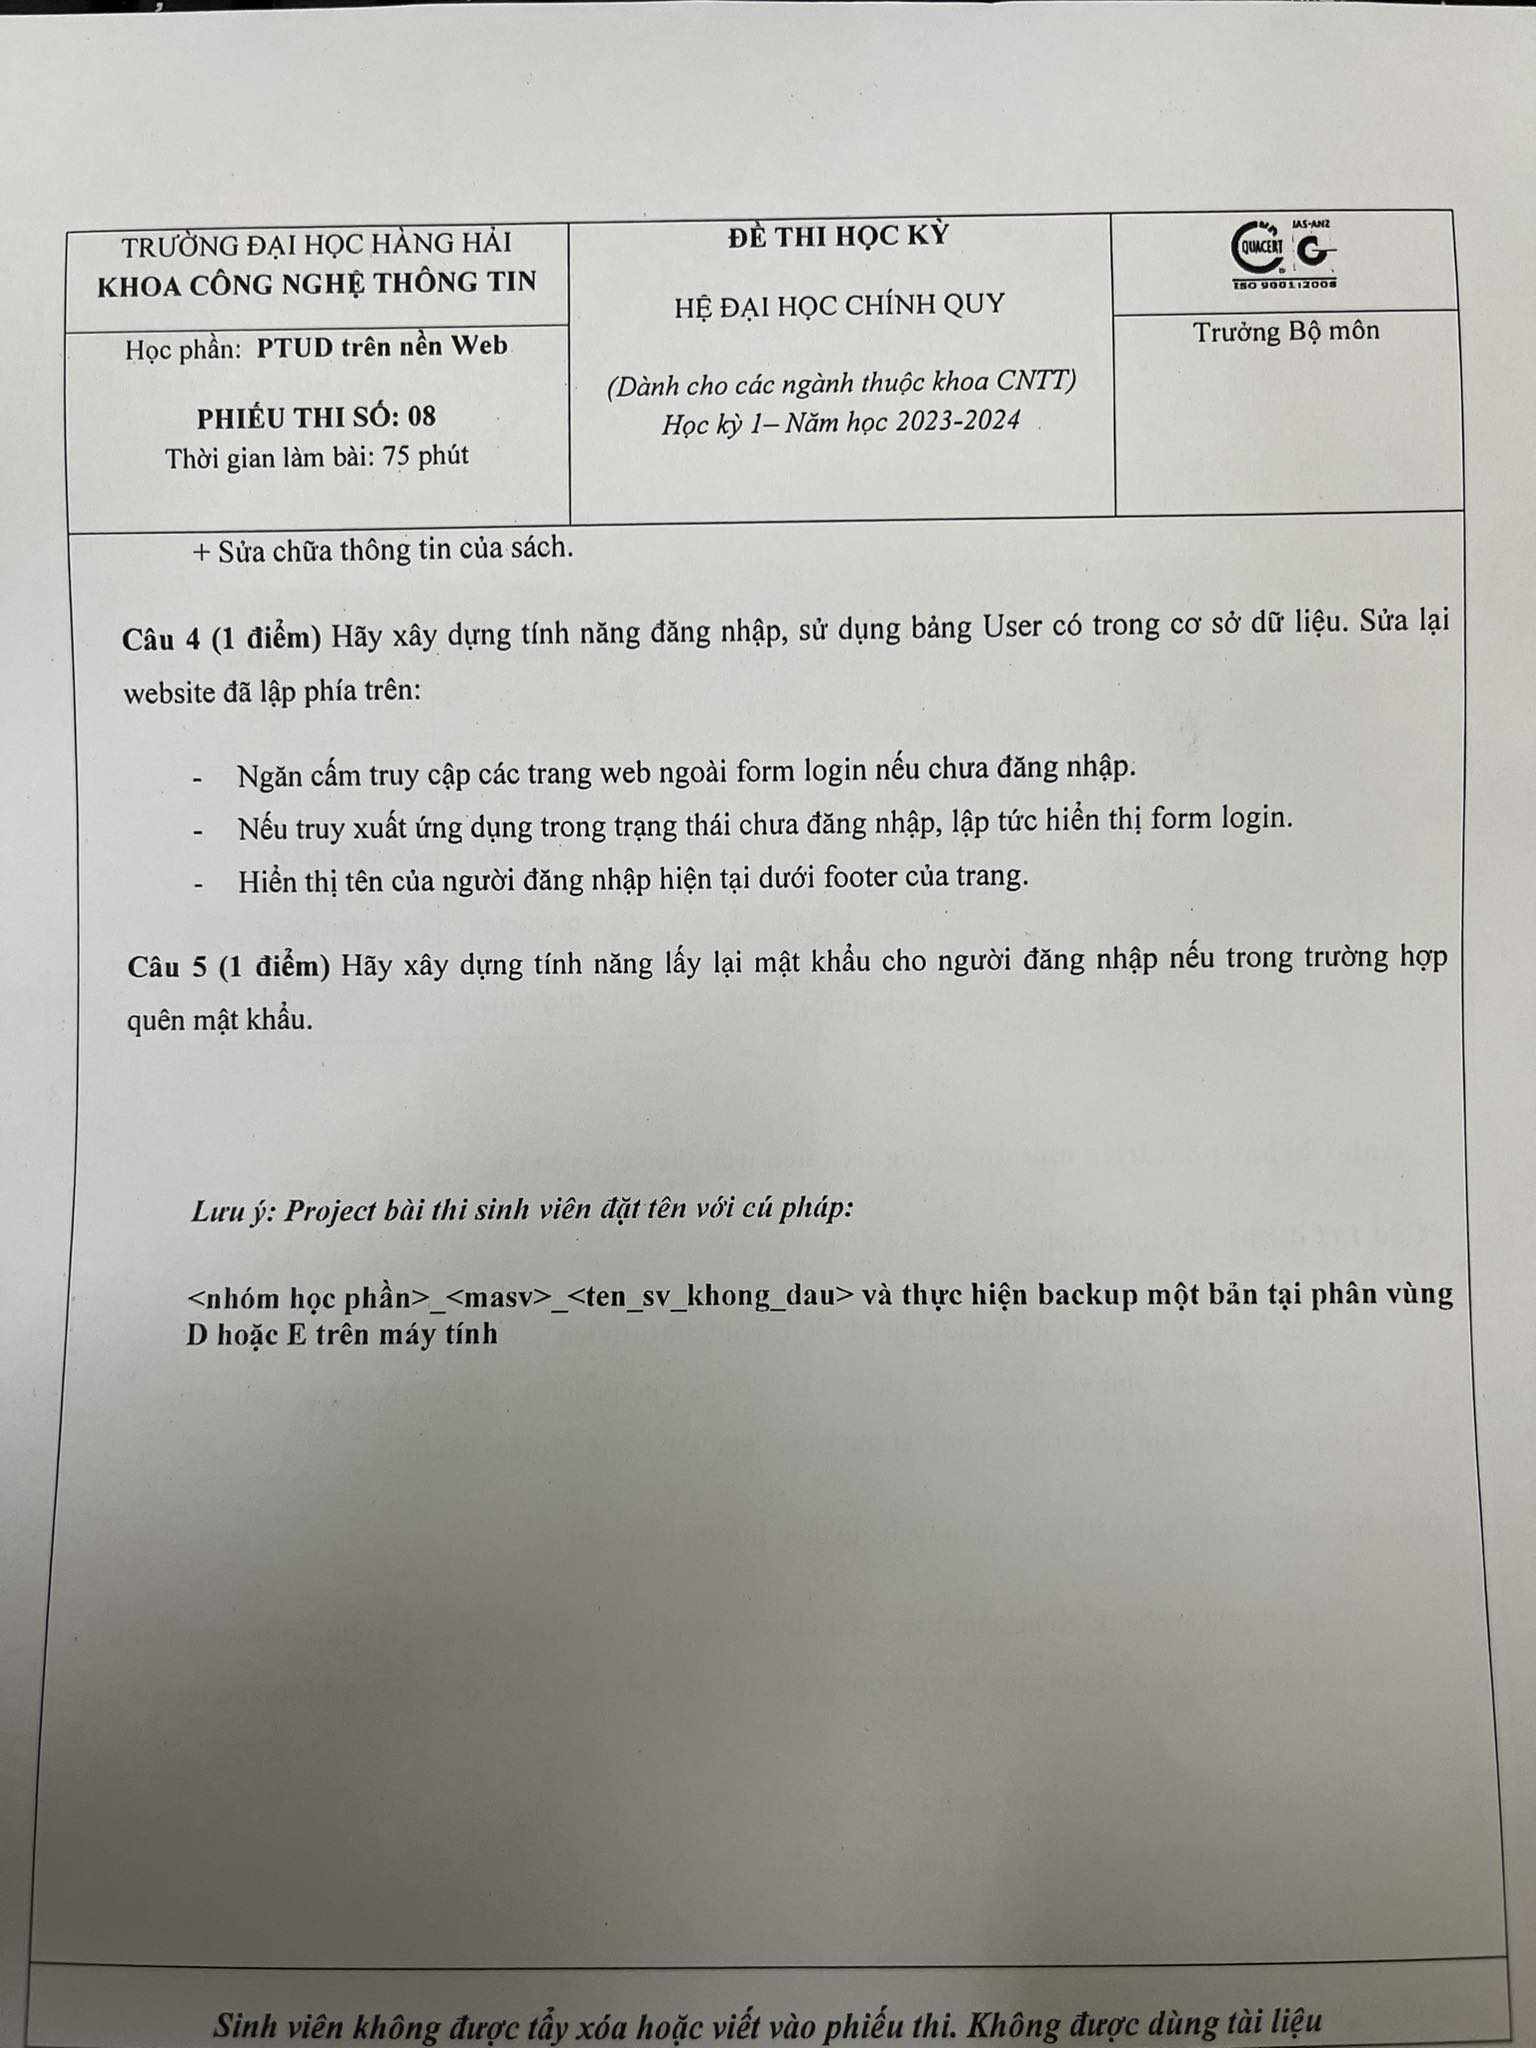 TRƯỜNG ĐẠI HỌC HÀNG HẢI
KHOA CÔNG NGHỆ THÔNG TIN
Học phần: PTUD trên nền Web
PHIẾU THI SỐ: 08
Thời gian làm bài: 75 phút
ĐỀ THI HỌC KỲ
HỆ ĐẠI HỌC CHÍNH QUY
(Dành cho các ngành thuộc khoa CNTT)
Học kỳ 1– Năm học 2023-2024
JAS-ANZ
QUACERT
ISO 9001:2008
Trưởng Bộ môn
+ Sửa chữa thông tin của sách.
Câu 4 (1 điểm) Hãy xây dựng tính năng đăng nhập, sử dụng bảng User có trong cơ sở dữ liệu. Sửa lại
website đã lập phía trên:
- Ngăn cấm truy cập các trang web ngoài form login nếu chưa đăng nhập.
- Nếu truy xuất ứng dụng trong trạng thái chưa đăng nhập, lập tức hiển thị form login.
- Hiển thị tên của người đăng nhập hiện tại dưới footer của trang.
Câu 5 (1 điểm) Hãy xây dựng tính năng lấy lại mật khẩu cho người đăng nhập nếu trong trường hợp
quên mật khẩu.
Lưu ý: Project bài thi sinh viên đặt tên với cú pháp:
<nhóm học phần>_<masv>_<ten_sv_khong_dau> và thực hiện backup một bản tại phân vùng
D hoặc E trên máy tính
Sinh viên không được tẩy xóa hoặc viết vào phiếu thi. Không được dùng tài liệu